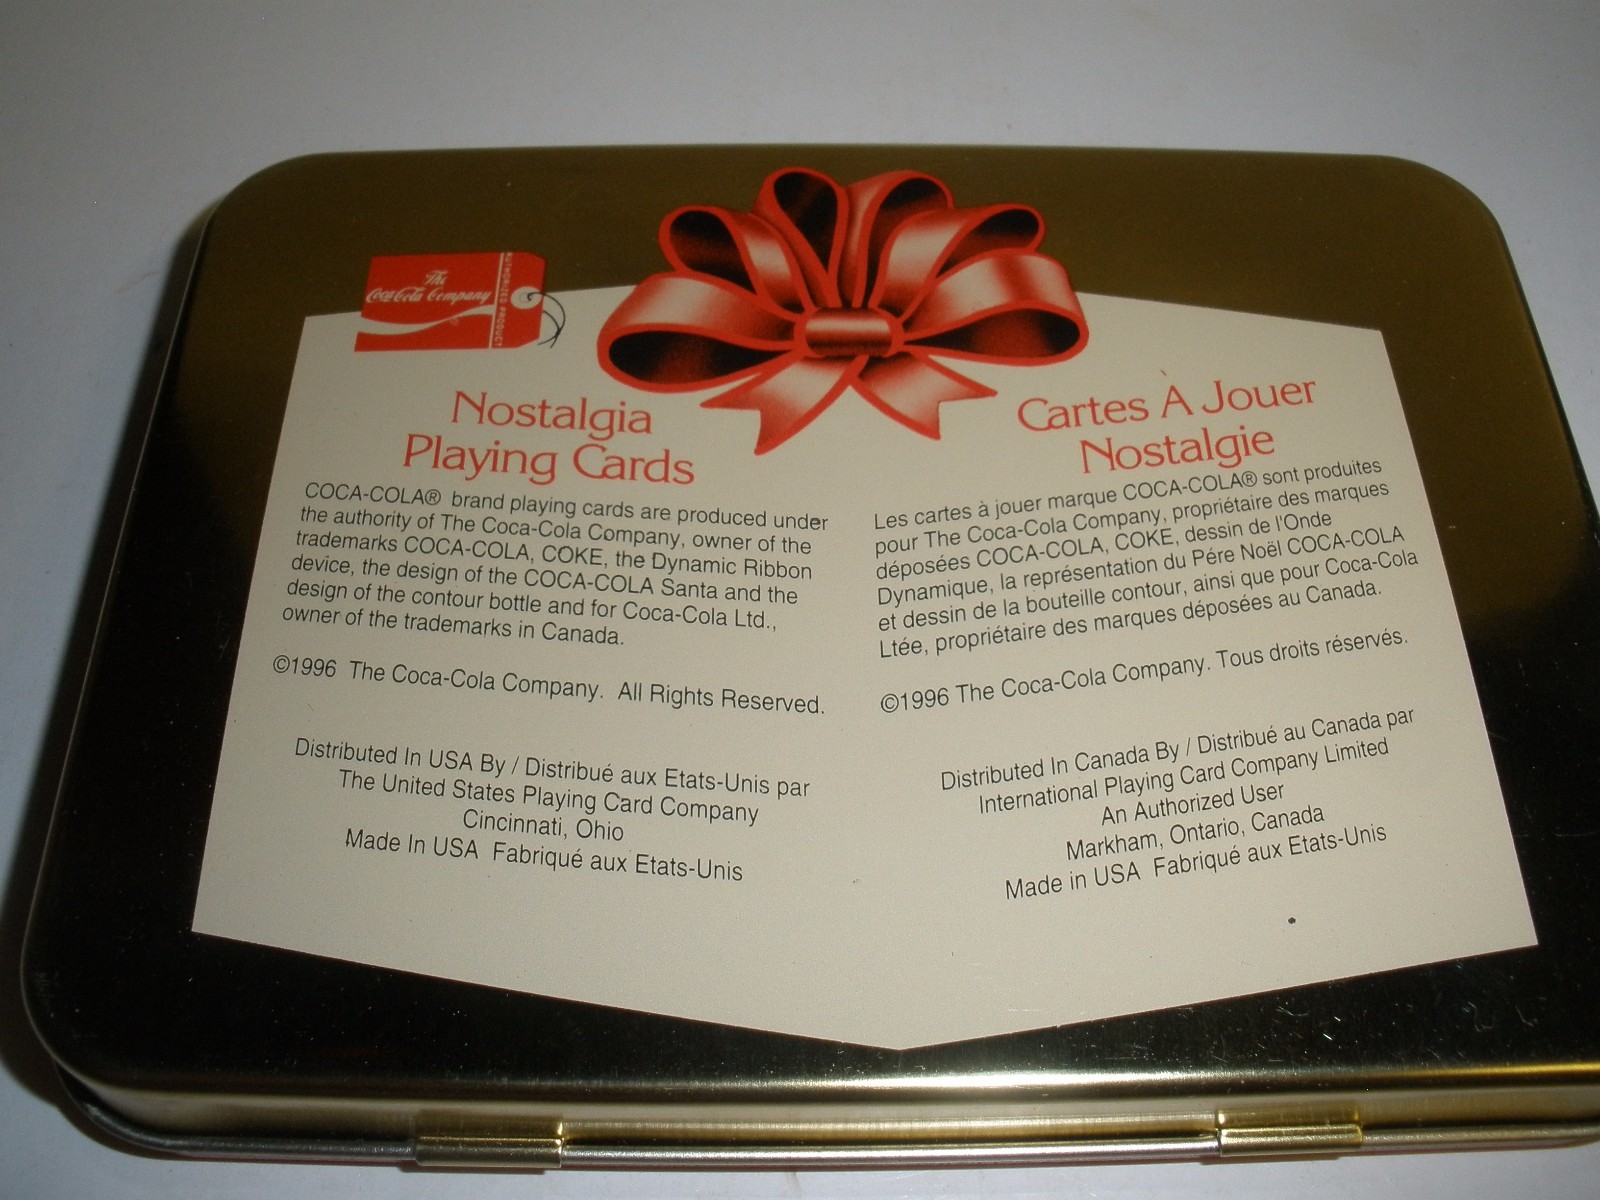 The
Coca-Cola Company
AUTHORIZED PRODUCT
Nostalgia
Playing Cards
COCA-COLA® brand playing cards are produced under
the authority of The Coca-Cola Company, owner of the
trademarks COCA-COLA, COKE, the Dynamic Ribbon
device, the design of the COCA-COLA Santa and the
design of the contour bottle and for Coca-Cola Ltd.,
owner of the trademarks in Canada.
©1996 The Coca-Cola Company. All Rights Reserved.
Distributed In USA By / Distribué aux Etats-Unis par
The United States Playing Card Company
Cincinnati, Ohio
Made In USA Fabriqué aux Etats-Unis
Cartes À Jouer
Nostalgie
Les cartes à jouer marque COCA-COLA® sont produites
pour The Coca-Cola Company, propriétaire des marques
déposées COCA-COLA, COKE, dessin de l'Onde
Dynamique, la représentation du Pére Noël COCA-COLA
et dessin de la bouteille contour, ainsi que pour Coca-Cola
Ltée, propriétaire des marques déposées au Canada.
©1996 The Coca-Cola Company. Tous droits réservés.
Distributed In Canada By / Distribué au Canada par
International Playing Card Company Limited
An Authorized User
Markham, Ontario, Canada
Made in USA Fabriqué aux Etats-Unis